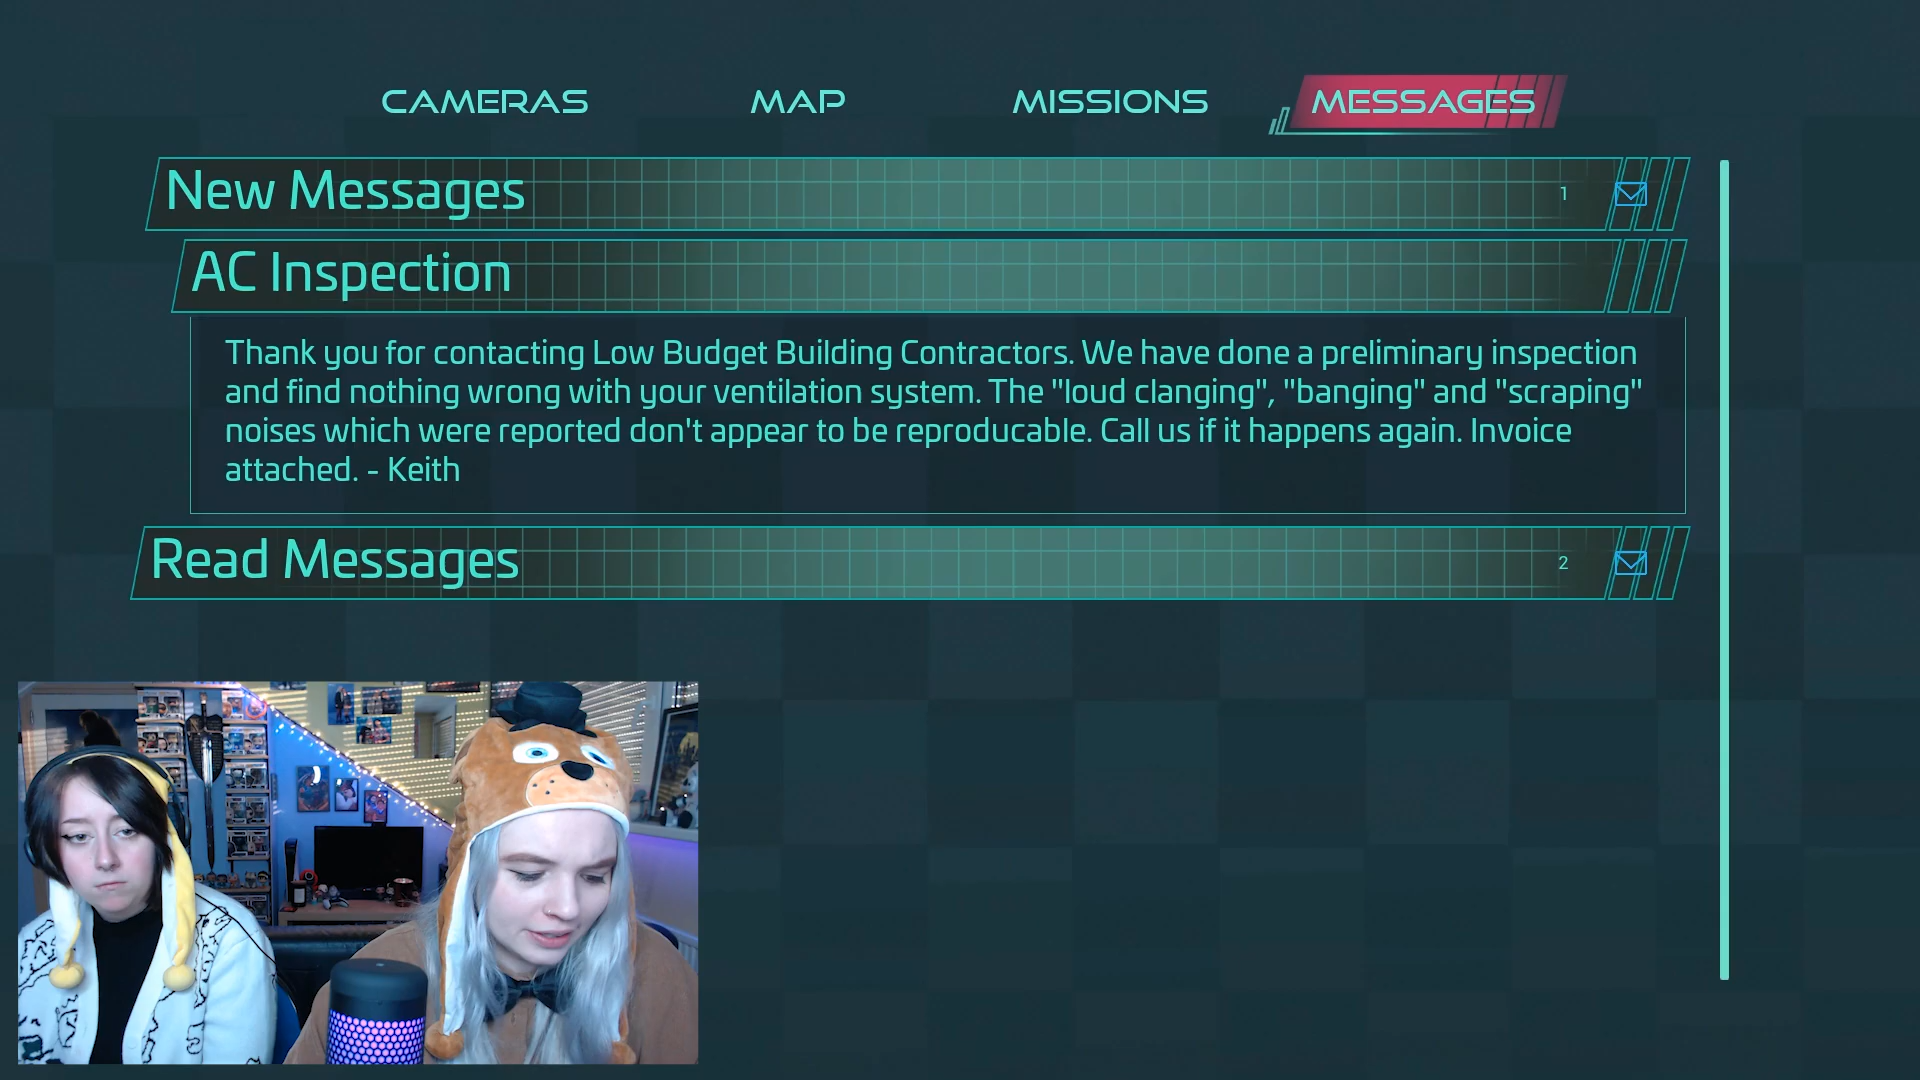 CAMERAS MAP MISSIONS MESSAGES
New Messages 1
AC Inspection
Thank you for contacting Low Budget Building Contractors. We have done a preliminary inspection
and find nothing wrong with your ventilation system. The "loud clanging", "banging" and "scraping"
noises which were reported don't appear to be reproducable. Call us if it happens again. Invoice
attached. - Keith
Read Messages 2